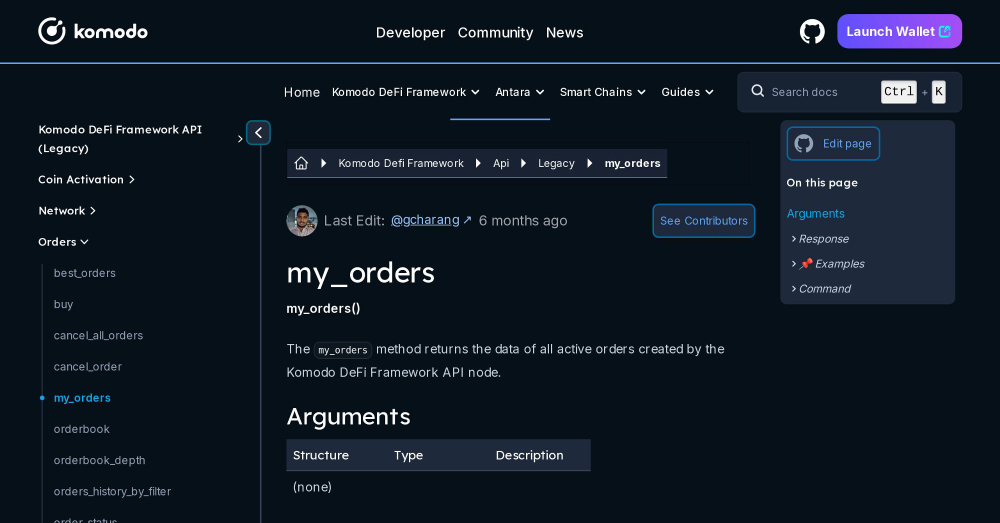 komodo
Developer Community News
Launch Wallet
Home Komodo DeFi Framework Antara Smart Chains Guides
Search docs Ctrl + K
Komodo DeFi Framework API
(Legacy)
Coin Activation
Network
Orders
best_orders
buy
cancel_all_orders
cancel_order
my_orders
orderbook
orderbook_depth
orders_history_by_filter
order_status
Komodo Defi Framework Api Legacy my_orders
Last Edit: @gcharang ↗ 6 months ago
See Contributors
my_orders
my_orders()
The my_orders method returns the data of all active orders created by the
Komodo DeFi Framework API node.
Arguments
Structure Type Description
(none)
Edit page
On this page
Arguments
Response
📌 Examples
Command